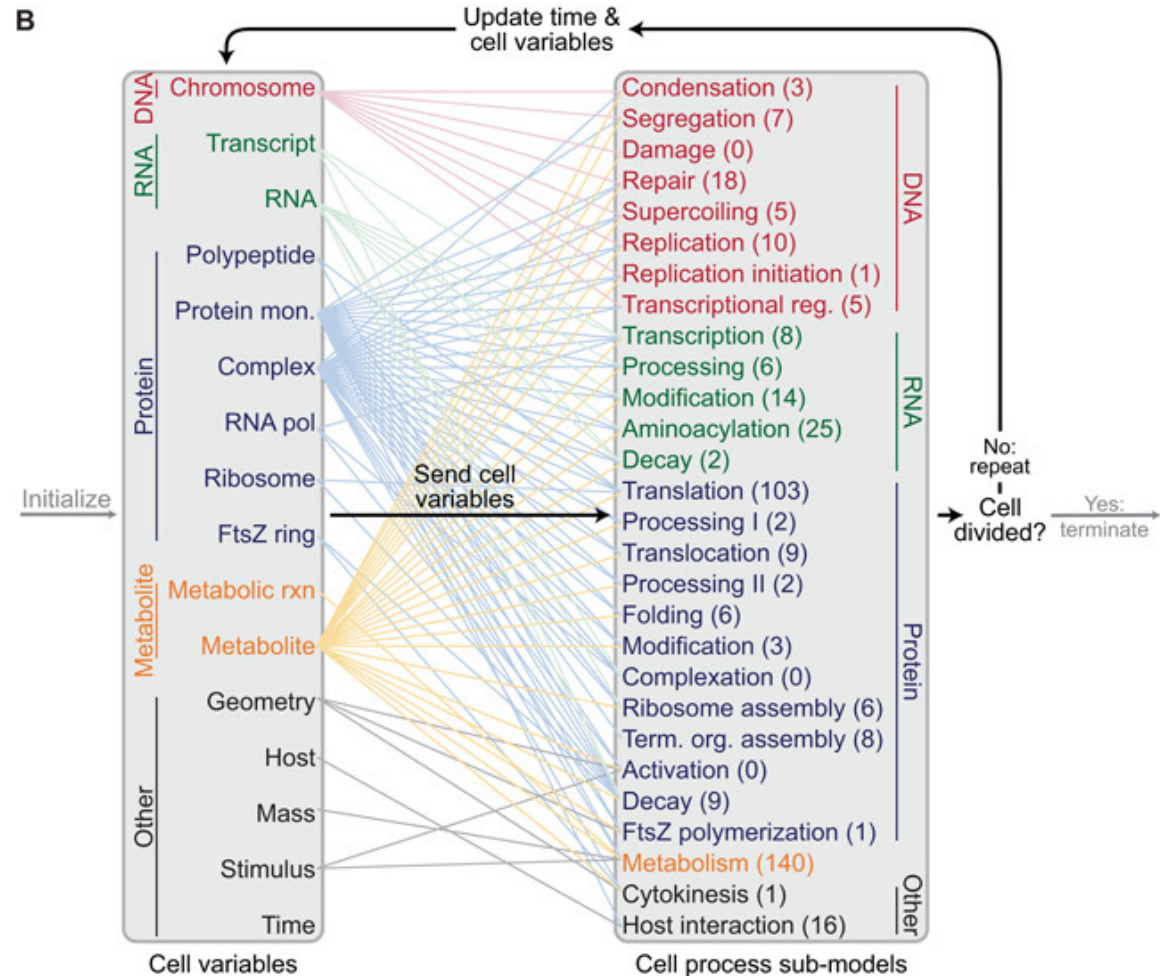 B
Update time &
cell variables
DNA
Chromosome
RNA
Transcript
RNA
Protein
Polypeptide
Protein mon.
Complex
RNA pol
Ribosome
FtsZ ring
Metabolite
Metabolic rxn
Metabolite
Other
Geometry
Host
Mass
Stimulus
Time
Cell variables
Initialize
Send cell
variables
Condensation (3)
Segregation (7)
Damage (0)
Repair (18)
Supercoiling (5)
Replication (10)
Replication initiation (1)
Transcriptional reg. (5)
DNA
Transcription (8)
Processing (6)
Modification (14)
Aminoacylation (25)
Decay (2)
RNA
Translation (103)
Processing I (2)
Translocation (9)
Processing II (2)
Folding (6)
Modification (3)
Complexation (0)
Ribosome assembly (6)
Term. org. assembly (8)
Activation (0)
Decay (9)
FtsZ polymerization (1)
Protein
Metabolism (140)
Cytokinesis (1)
Host interaction (16)
Other
Cell process sub-models
No:
repeat
Cell
divided?
Yes:
terminate